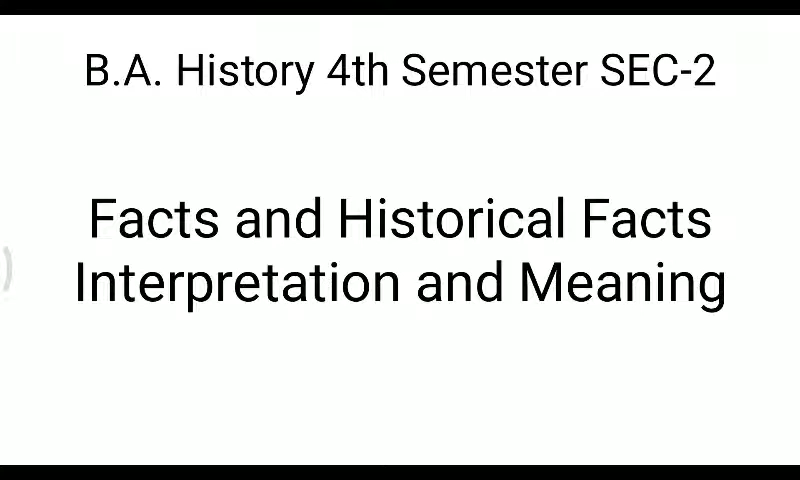 B.A. History 4th Semester SEC-2
Facts and Historical Facts
Interpretation and Meaning